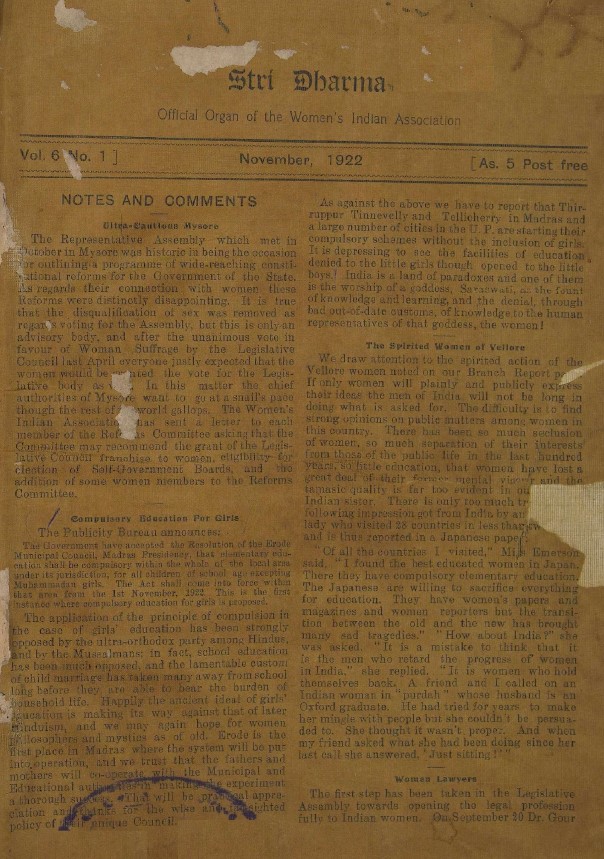 Stri Dharma
Official Organ of the Women's Indian Association
Vol. 6 No. 1 ]
November, 1922
[ As. 5 Post free
NOTES AND COMMENTS
Ultra-Cautious Mysore
The Representative Assembly which met in
October in Mysore was historic in being the occasion
of outlining a programme of wide-reaching consti-
tutional reforms for the Government of the State.
As regards their connection with women these
Reforms were distinctly disappointing. It is true
that the disqualification of sex was removed as
regards voting for the Assembly, but this is only an
advisory body, and after the unanimous vote in
favour of Woman Suffrage by the Legislative
Council last April everyone justly expected that the
women would be the vote for the Legis-
lative body as In this matter the chief
authorities of Mysore want to go at a snail's pace
though the rest of world gallops. The Women's
Indian Association has sent a letter to each
member of the Reforms Committee asking that the
Committee may recommend the grant of the Legis-
lative Council franchise to women, eligibility for
election of Self-Government Boards, and the
addition of some women members to the Reforms
Committee.
Compulsory Education For Girls
The Publicity Bureau announces:—
The Government have accepted the Resolution of the Erode
Municipal Council, Madras Presidency, that elementary edu-
cation shall be compulsory within the whole of the local area
under its jurisdiction, for all children of school age excepting
Muhammadan girls. The Act shall come into force within
that area from the 1st November, 1922. This is the first
instance where compulsory education for girls is proposed.
The application of the principle of compulsion in
the case of girls' education has been strongly
opposed by the ultra-orthodox party among Hindus,
and by the Mussalmans; in fact, school education
has been much opposed, and the lamentable custom
of child marriage has taken many away from school
long before they are able to bear the burden of
household life. Happily the ancient ideal of girls'
education is making its way against that of later
Hinduism, and we may again hope for women
philosophers and mystics as of old. Erode is the
first place in Madras where the system will be put
into operation, and we trust that the fathers and
mothers will co-operate with the Municipal and
Educational in making the experiment
a thorough That will be appre-
ciation and thanks for the wise and
policy of their unique Council.
As against the above we have to report that Thir-
ruppur Tinnevelly and Tellicherry in Madras and
a large number of cities in the U. P. are starting their
compulsory schemes without the inclusion of girls.
It is depressing to see the facilities of education
denied to the little girls though opened to the little
boys! India is a land of paradoxes and one of them
is the worship of a goddess, Saraswati, as the fount
of knowledge and learning, and the denial, through
bad out-of-date customs, of knowledge to the human
representatives of that goddess, the women!
The Spirited Women of Vellore
We draw attention to the spirited action of the
Vellore women noted on our Branch Report
If only women will plainly and publicly express
their ideas the men of India will not be long in
doing what is asked for. The difficulty is to find
strong opinions on public matters among women in
this country. There has been so much seclusion
of women, so much separation of their interests
from those of the public life in the last hundred
years, so little education, that women have lost a
great deal of their former mental vigour and the
tamasic quality is far too evident in our
Indian sister. There is only too much
following impression got from India by an
lady who visited 28 countries in less than
and is thus reported in a Japanese paper
"Of all the countries I visited," Miss Emerson
said, "I found the best educated women in Japan.
There they have compulsory elementary education.
The Japanese are willing to sacrifice everything
for education. They have women's papers and
magazines and women reporters but the transi-
tion between the old and the new has brought
many sad tragedies." "How about India?" she
was asked. "It is a mistake to think that it
is the men who retard the progress of women
in India," she replied. "It is women who hold
themselves back. A friend and I called on an
Indian woman in "purdah" whose husband is an
Oxford graduate. He had tried for years to make
her mingle with people but she couldn't be persua-
ded to. She thought it wasn't proper. And when
my friend asked what she had been doing since her
last call she answered, 'Just sitting!'"
Women Lawyers
The first step has been taken in the Legislative
Assembly towards opening the legal profession
fully to Indian women. On September 30 Dr. Gour